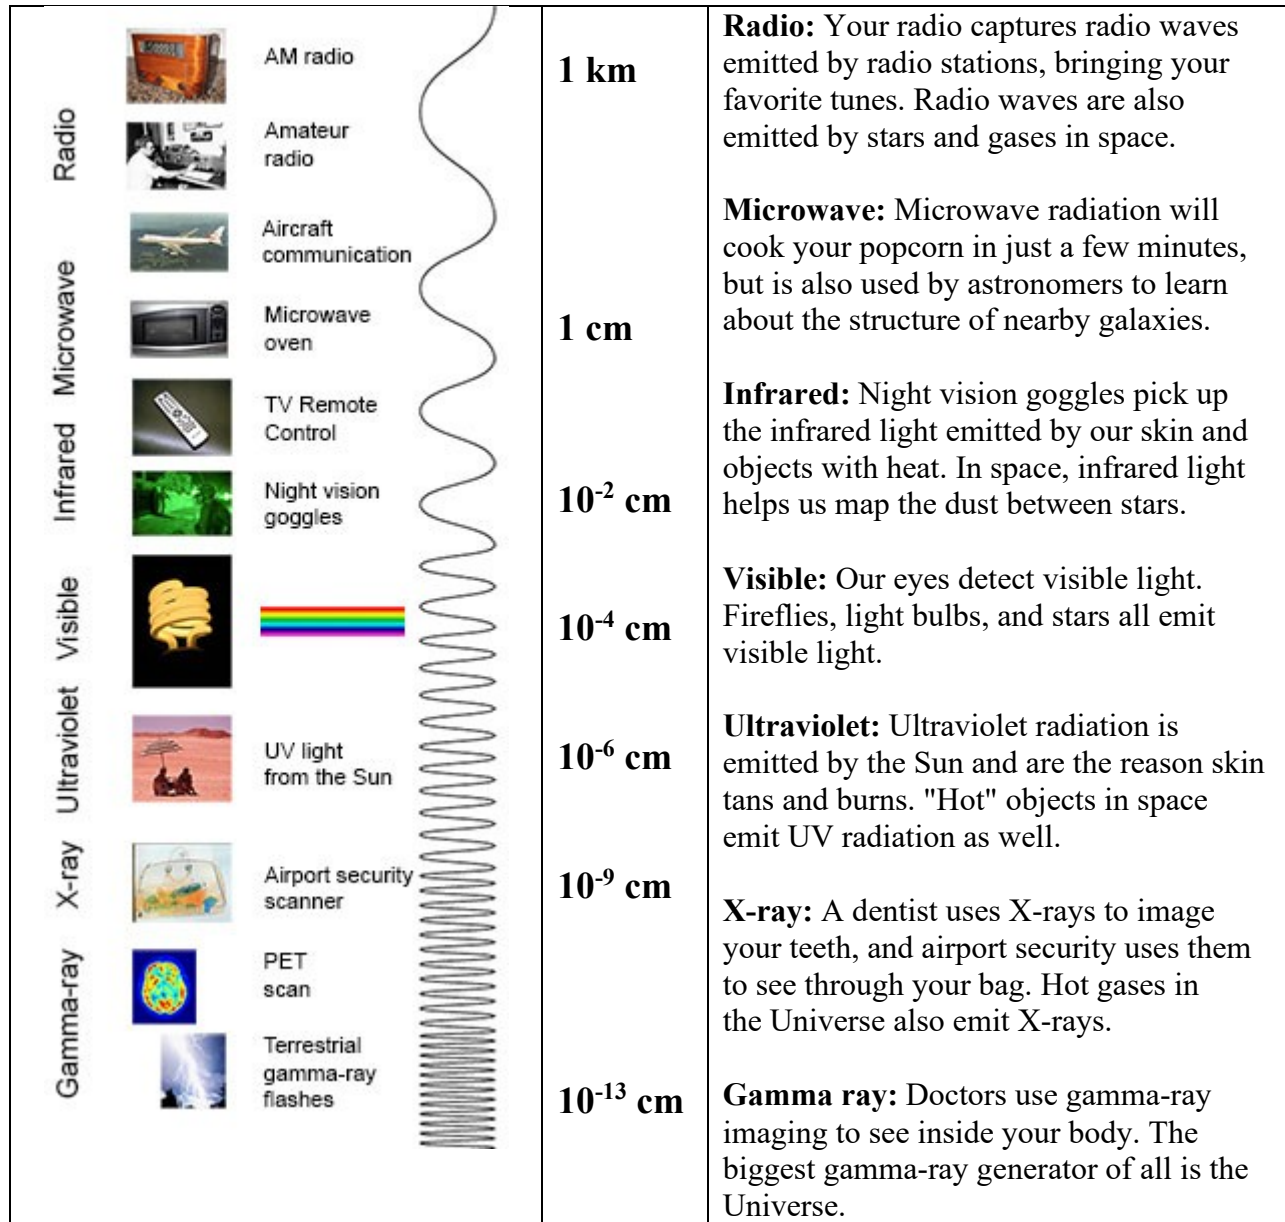 Radio
Microwave
Infrared
Visible
Ultraviolet
X-ray
Gamma-ray
AM radio
Amateur
radio
Aircraft
communication
Microwave
oven
TV Remote
Control
Night vision
goggles
UV light
from the Sun
Airport security
scanner
PET
scan
Terrestrial
gamma-ray
flashes
1 km
1 cm
10⁻² cm
10⁻⁴ cm
10⁻⁶ cm
10⁻⁹ cm
10⁻¹³ cm
Radio: Your radio captures radio waves
emitted by radio stations, bringing your
favorite tunes. Radio waves are also
emitted by stars and gases in space.
Microwave: Microwave radiation will
cook your popcorn in just a few minutes,
but is also used by astronomers to learn
about the structure of nearby galaxies.
Infrared: Night vision goggles pick up
the infrared light emitted by our skin and
objects with heat. In space, infrared light
helps us map the dust between stars.
Visible: Our eyes detect visible light.
Fireflies, light bulbs, and stars all emit
visible light.
Ultraviolet: Ultraviolet radiation is
emitted by the Sun and are the reason skin
tans and burns. "Hot" objects in space
emit UV radiation as well.
X-ray: A dentist uses X-rays to image
your teeth, and airport security uses them
to see through your bag. Hot gases in
the Universe also emit X-rays.
Gamma ray: Doctors use gamma-ray
imaging to see inside your body. The
biggest gamma-ray generator of all is the
Universe.